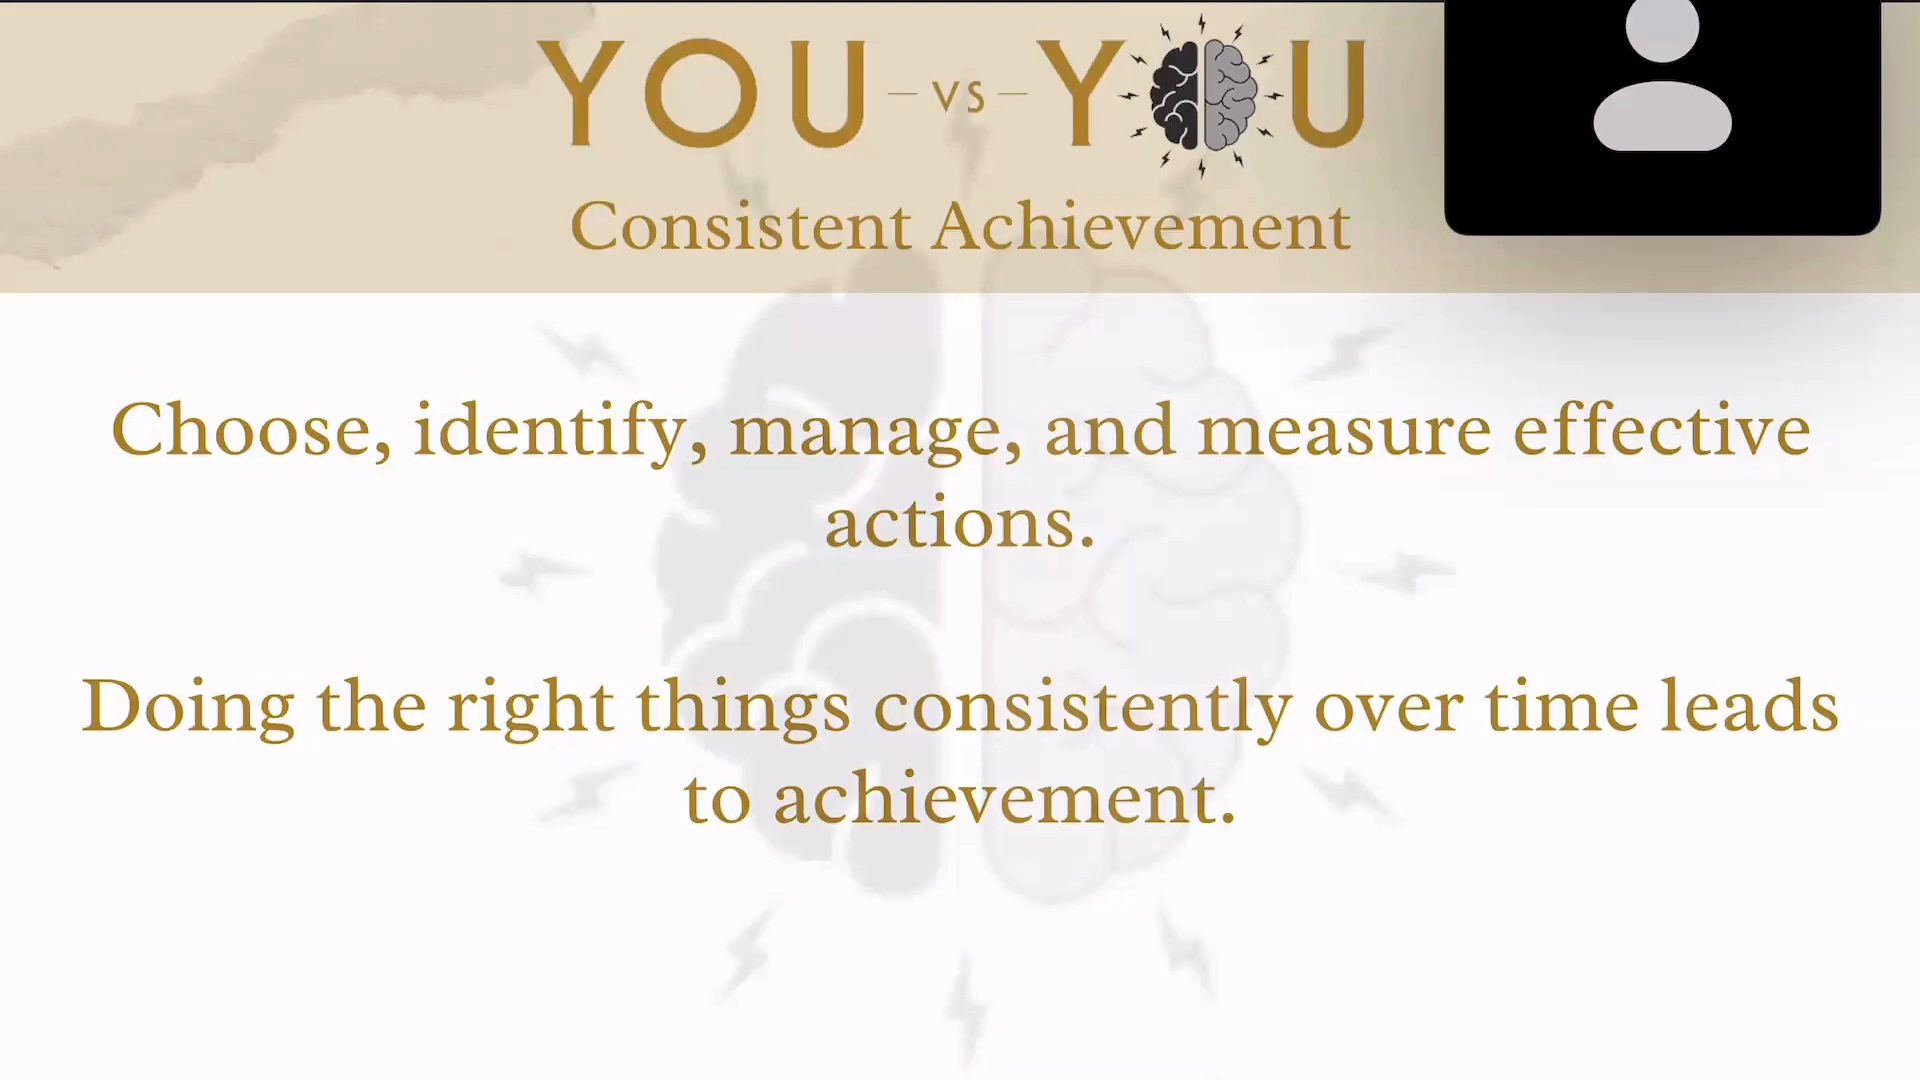 YOU - VS - YOU
Consistent Achievement
Choose, identify, manage, and measure effective
actions.
Doing the right things consistently over time leads
to achievement.